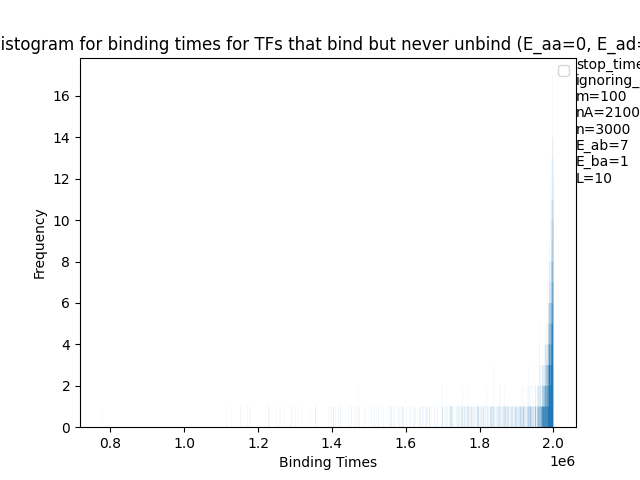 istogram for binding times for TFs that bind but never unbind (E_aa=0, E_ad=
stop_time
ignoring_
m=100
nA=2100
n=3000
E_ab=7
E_ba=1
L=10
16
14
12
10
8
6
4
2
0
Frequency
0.8 1.0 1.2 1.4 1.6 1.8 2.0
1e6
Binding Times